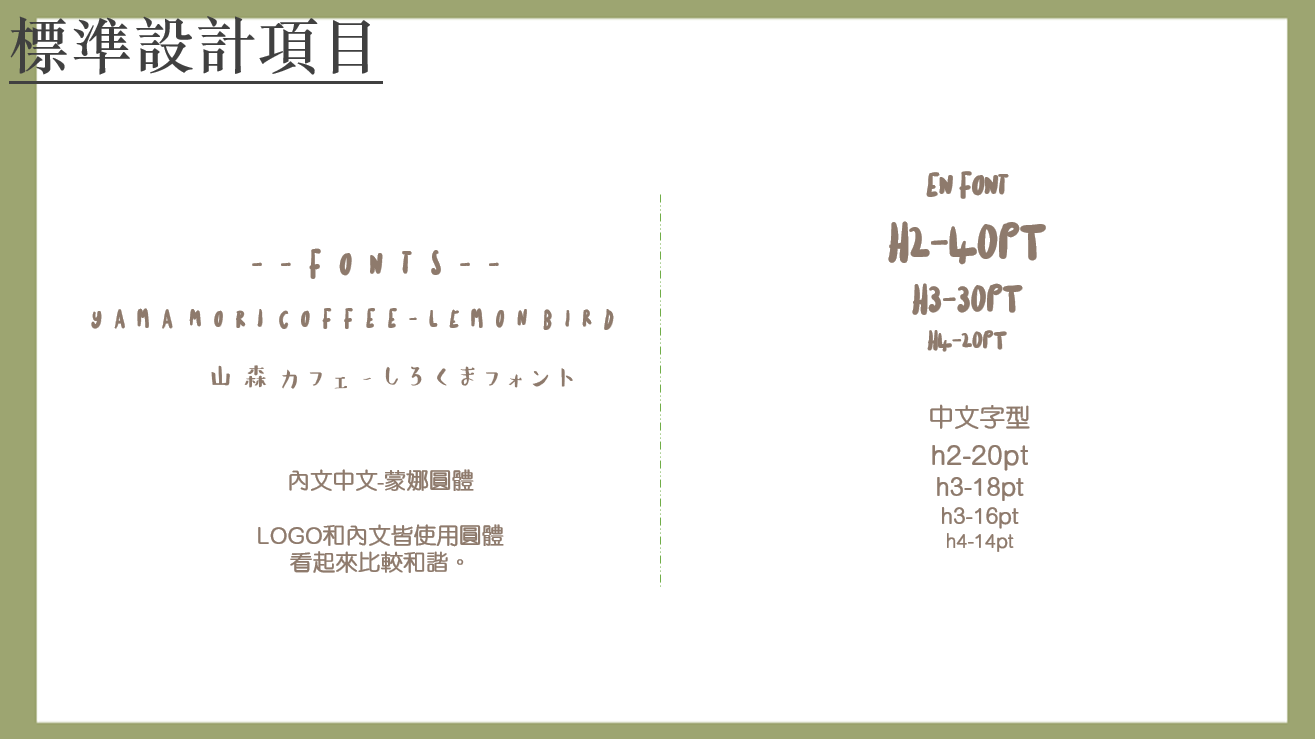 標準設計項目
--FONTS--
YAMAMORICOFFEE-LEMONBIRD
山森カフェ-しろくまフォント
內文中文-蒙娜圓體
LOGO和內文皆使用圓體
看起來比較和諧。
EN FONT
H2-40PT
H3-30PT
H4-20PT
中文字型
h2-20pt
h3-18pt
h3-16pt
h4-14pt